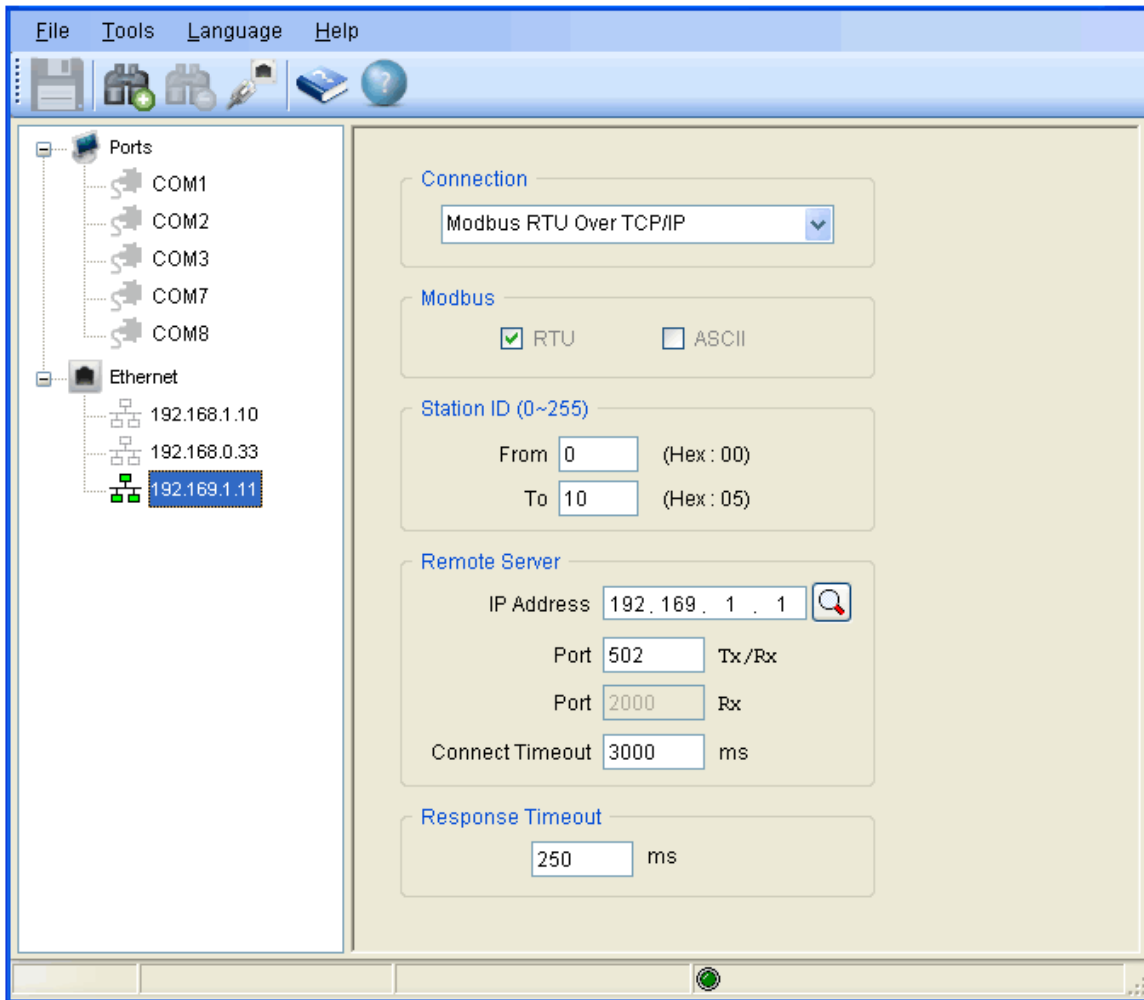 File Tools Language Help
Ports
COM1
COM2
COM3
COM7
COM8
Ethernet
192.168.1.10
192.168.0.33
192.169.1.11
Connection
Modbus RTU Over TCP/IP
Modbus
RTU ASCII
Station ID (0~255)
From 0 (Hex : 00)
To 10 (Hex : 05)
Remote Server
IP Address 192 . 169 . 1 . 1
Port 502 Tx/Rx
Port 2000 Rx
Connect Timeout 3000 ms
Response Timeout
250 ms